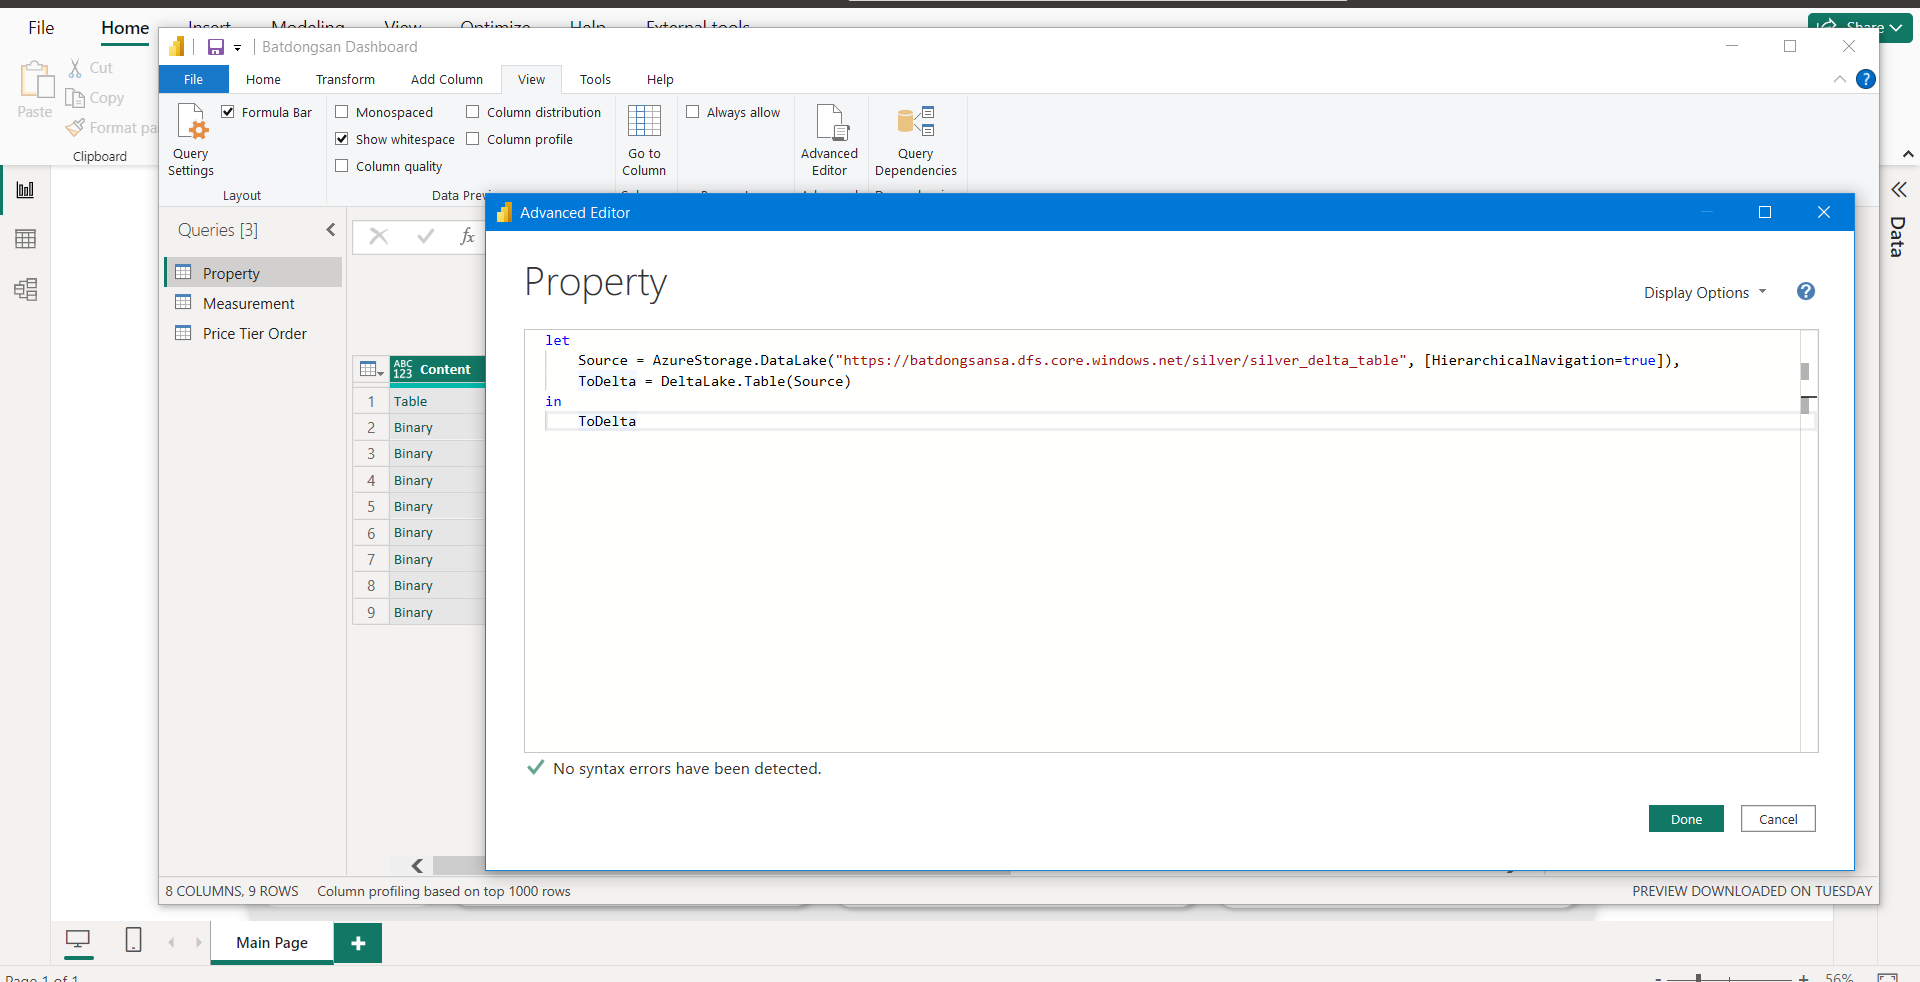 File
Home
Insert
Modeling
View
Optimize
Help
External tools
Share
Cut
Copy
Paste
Format pa
Clipboard
Batdongsan Dashboard
File
Home
Transform
Add Column
View
Tools
Help
?
Formula Bar
Monospaced
Column distribution
Always allow
Show whitespace
Column profile
Column quality
Query
Settings
Go to
Column
Advanced
Editor
Query
Dependencies
Layout
Data Prev
Data
Queries [3]
fx
Property
Measurement
Price Tier Order
ABC
123
Content
1 Table
2 Binary
3 Binary
4 Binary
5 Binary
6 Binary
7 Binary
8 Binary
9 Binary
Advanced Editor
Property
Display Options
?
let
Source = AzureStorage.DataLake("https://batdongsansa.dfs.core.windows.net/silver/silver_delta_table", [HierarchicalNavigation=true]),
ToDelta = DeltaLake.Table(Source)
in
ToDelta
No syntax errors have been detected.
Done
Cancel
8 COLUMNS, 9 ROWS
Column profiling based on top 1000 rows
PREVIEW DOWNLOADED ON TUESDAY
Main Page
+
Page 1 of 1
- +
56%